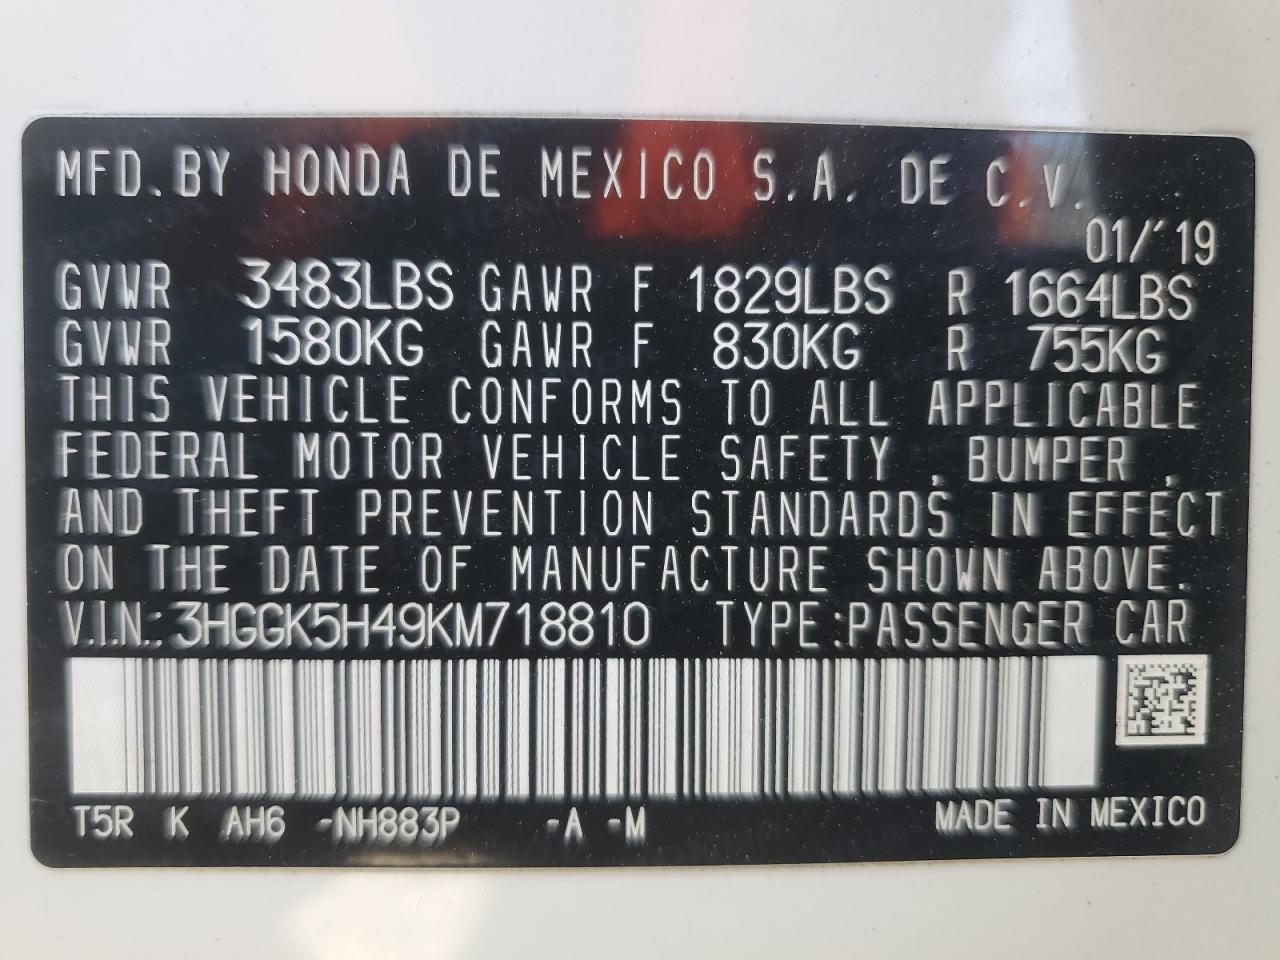 MFD.BY HONDA DE MEXICO S.A. DE C.V.
01/'19
GVWR 3483LBS GAWR F 1829LBS R 1664LBS
GVWR 1580KG GAWR F 830KG R 755KG
THIS VEHICLE CONFORMS TO ALL APPLICABLE
FEDERAL MOTOR VEHICLE SAFETY , BUMPER ,
AND THEFT PREVENTION STANDARDS IN EFFECT
ON THE DATE OF MANUFACTURE SHOWN ABOVE.
V.I.N.: 3HGGK5H49KM718810 TYPE:PASSENGER CAR
T5R K AH6 -NH883P -A -M MADE IN MEXICO